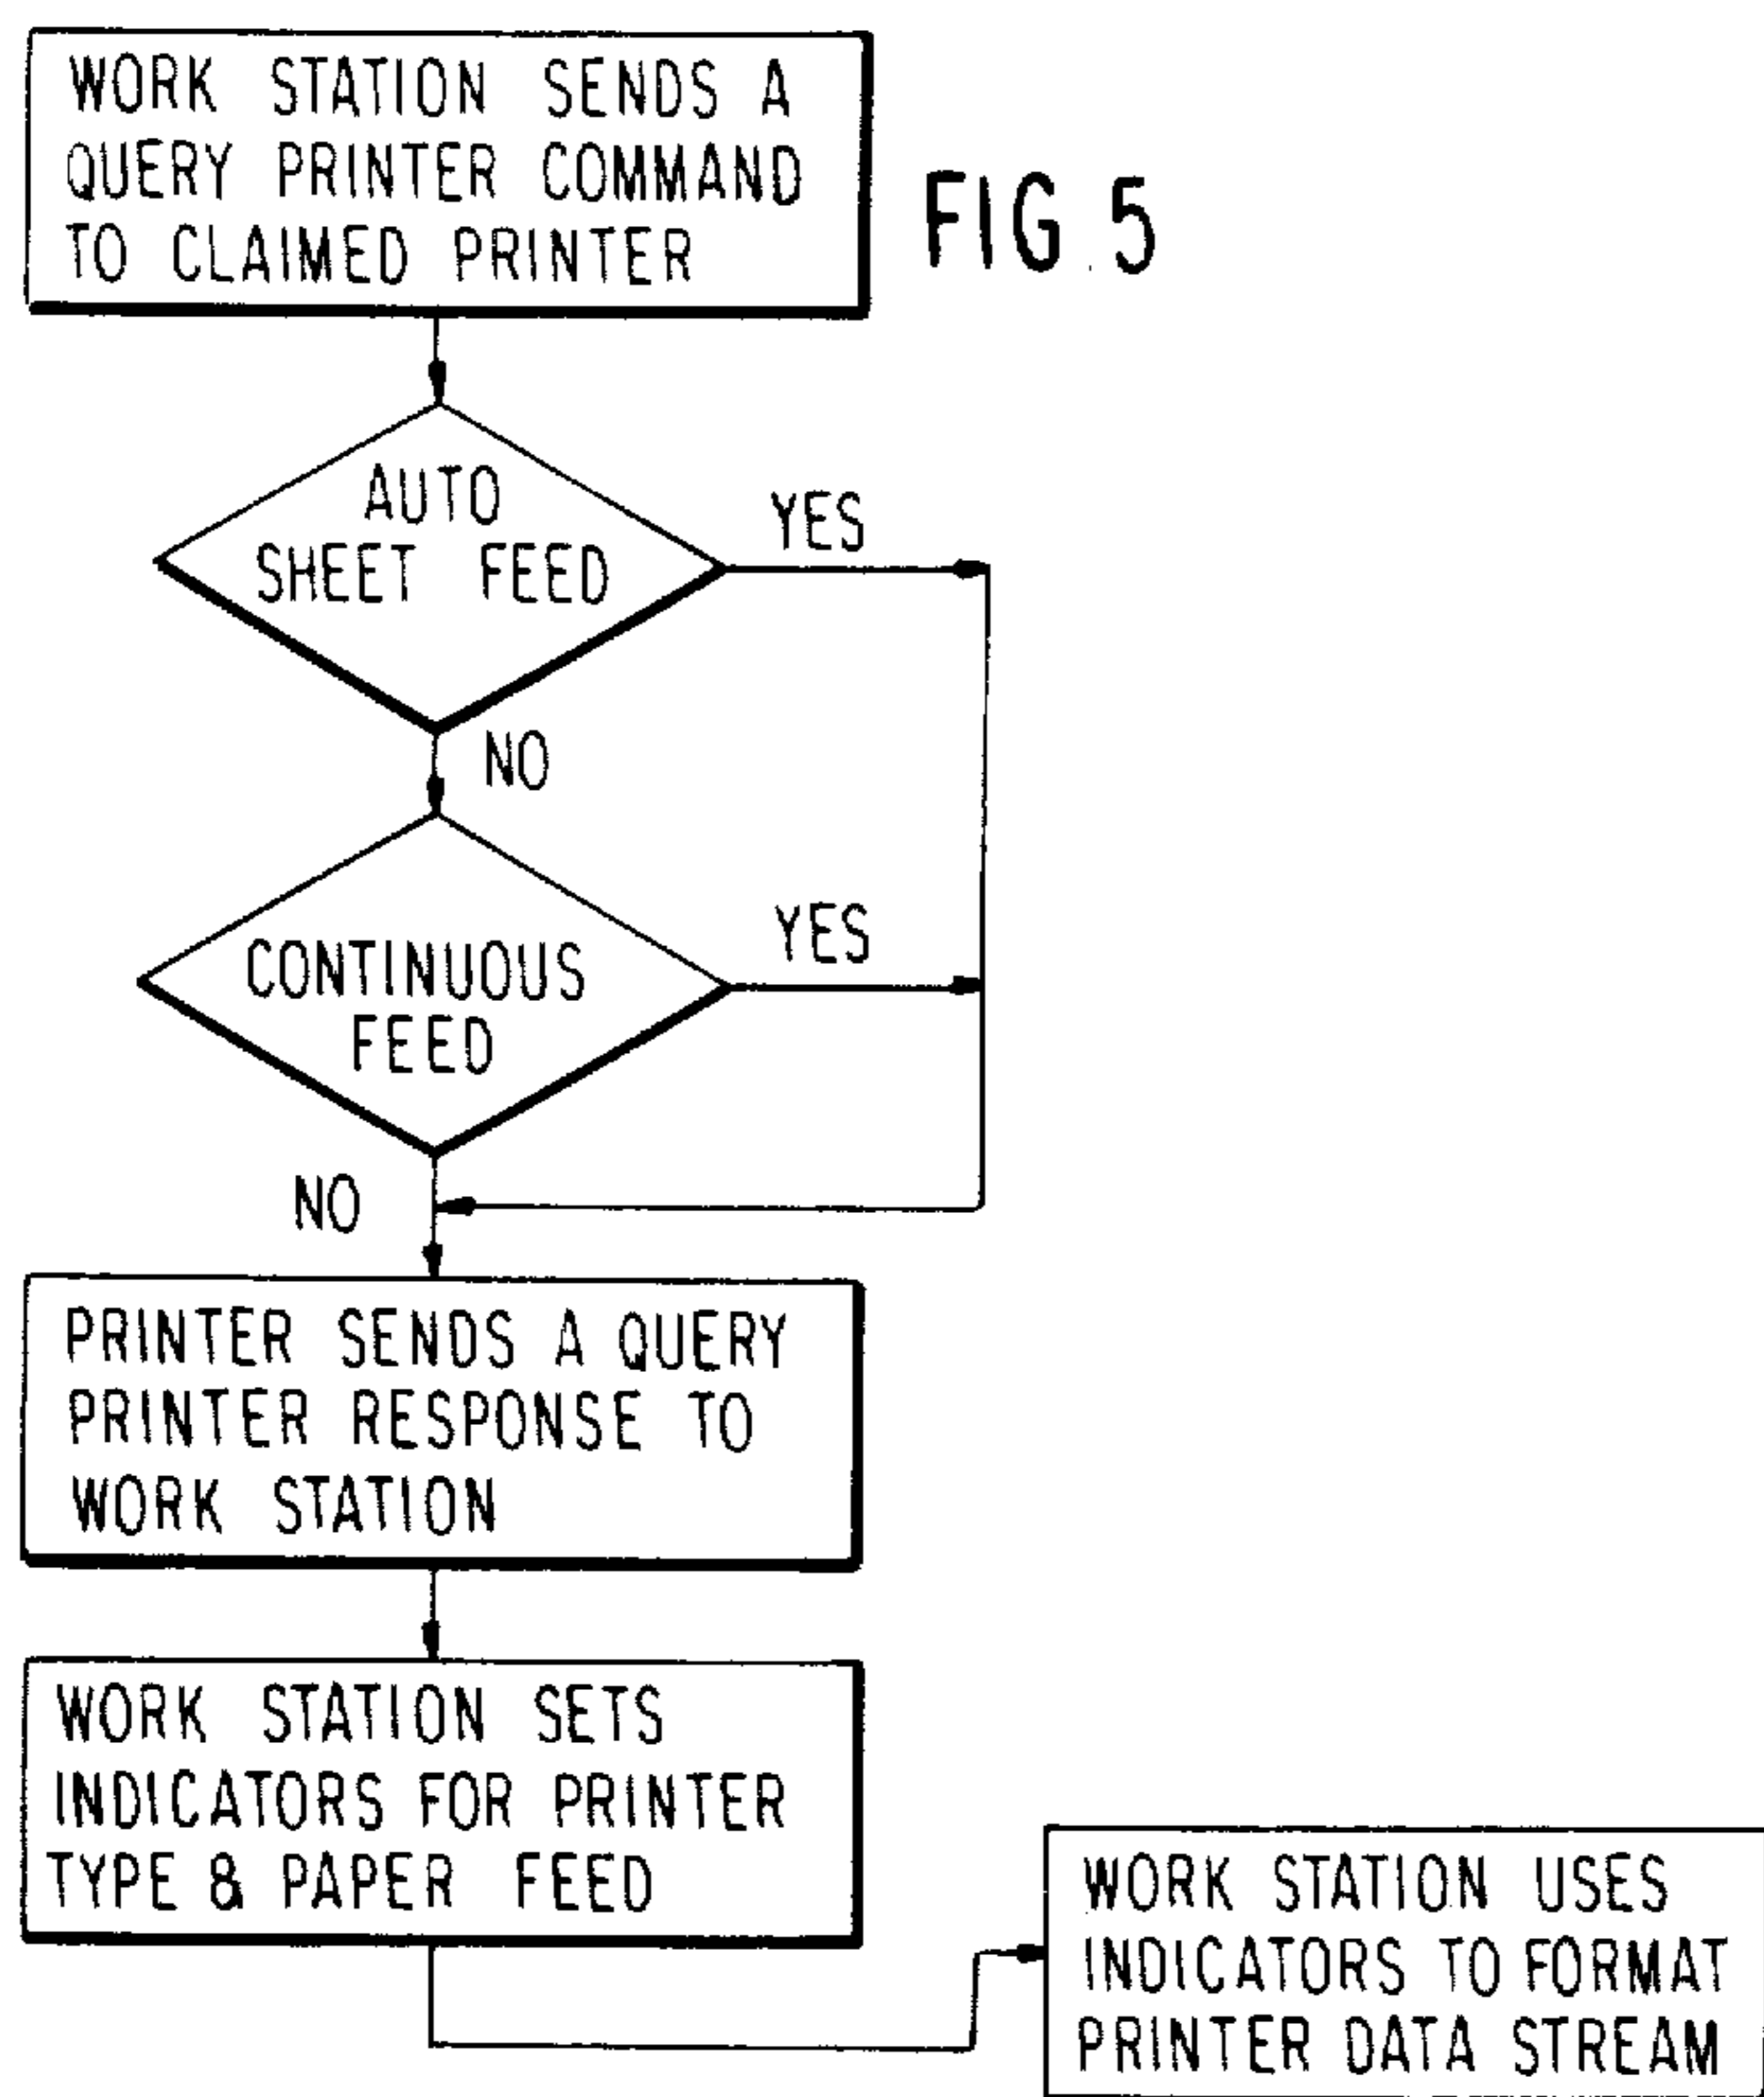 WORK STATION SENDS A
QUERY PRINTER COMMAND
TO CLAIMED PRINTER
FIG. 5
AUTO
SHEET FEED
YES
NO
CONTINUOUS
FEED
YES
NO
PRINTER SENDS A QUERY
PRINTER RESPONSE TO
WORK STATION
WORK STATION SETS
INDICATORS FOR PRINTER
TYPE & PAPER FEED
WORK STATION USES
INDICATORS TO FORMAT
PRINTER DATA STREAM